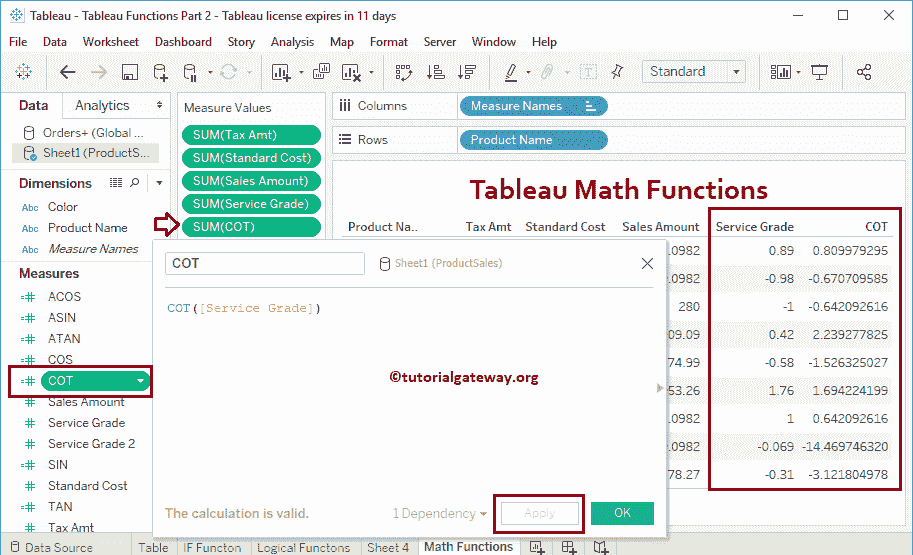 Tableau - Tableau Functions Part 2 - Tableau license expires in 11 days
File Data Worksheet Dashboard Story Analysis Map Format Server Window Help
Standard
Data Analytics
Orders+ (Global ...
Sheet1 (ProductS...
Dimensions
Abc Color
Abc Product Name
Abc Measure Names
Measures
ACOS
ASIN
ATAN
COS
COT
Sales Amount
Service Grade
Service Grade 2
SIN
Standard Cost
TAN
Tax Amt
Measure Values
SUM(Tax Amt)
SUM(Standard Cost)
SUM(Sales Amount)
SUM(Service Grade)
SUM(COT)
Columns Measure Names
Rows Product Name
Tableau Math Functions
Product Na.. Tax Amt Standard Cost Sales Amount Service Grade COT
.0982 0.89 0.809979295
.0982 -0.98 -0.670709585
280 -1 -0.642092616
09.09 0.42 2.239277825
74.99 -0.58 -1.526325027
53.26 1.76 1.694224199
.0982 1 0.642092616
.0982 -0.069 -14.469746320
78.27 -0.31 -3.121804978
COT Sheet1 (ProductSales)
COT([Service Grade])
©tutorialgateway.org
The calculation is valid. 1 Dependency Apply OK
Data Source Table IF Functon Logical Functons Sheet 4 Math Functions